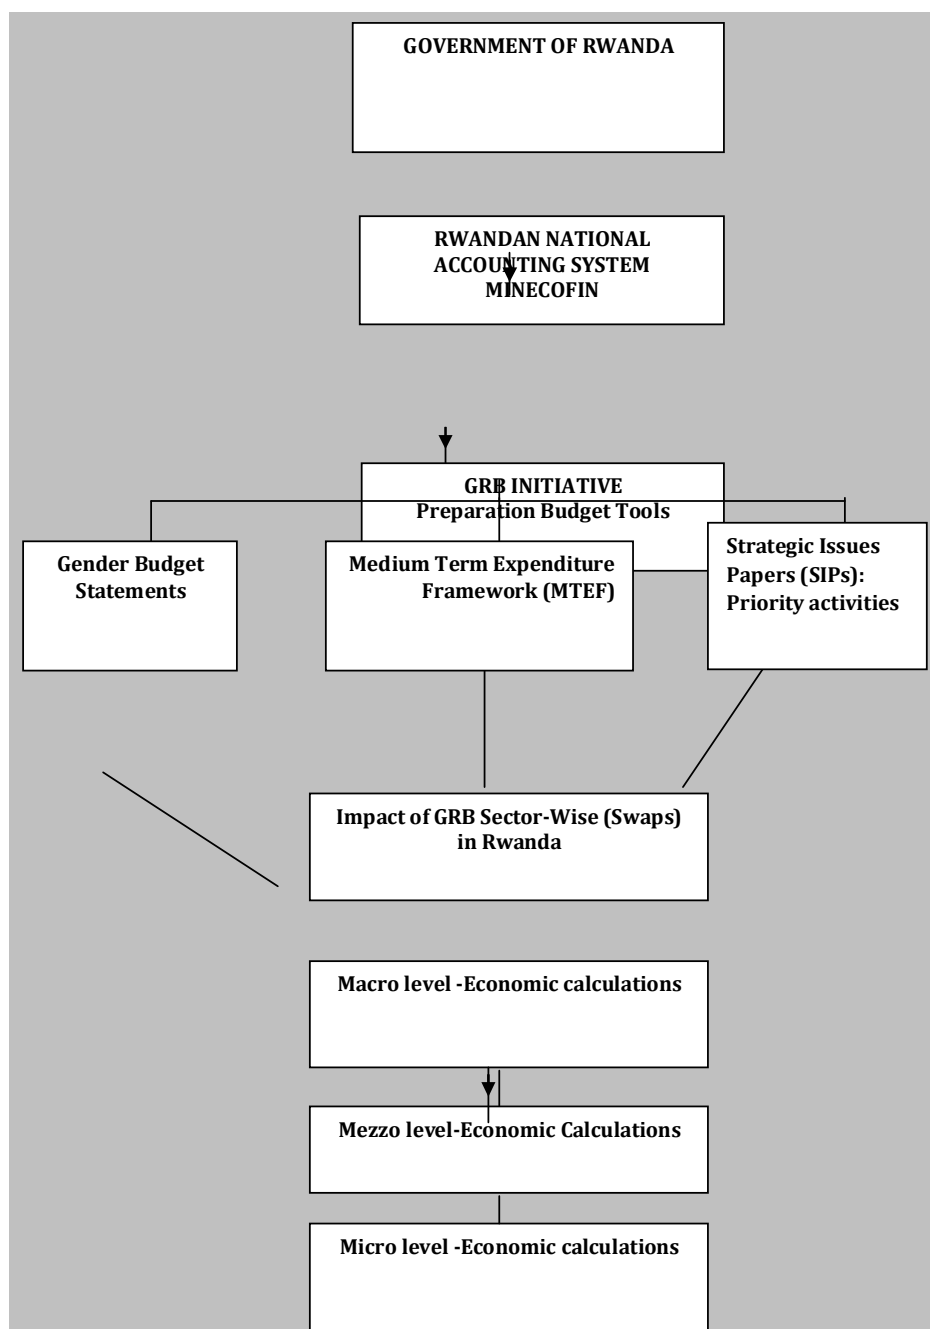 GOVERNMENT OF RWANDA
RWANDAN NATIONAL
ACCOUNTING SYSTEM
MINECOFIN
GRB INITIATIVE
Preparation Budget Tools
Gender Budget
Statements
Medium Term Expenditure
Framework (MTEF)
Strategic Issues
Papers (SIPs):
Priority activities
Impact of GRB Sector-Wise (Swaps)
in Rwanda
Macro level -Economic calculations
Mezzo level-Economic Calculations
Micro level -Economic calculations